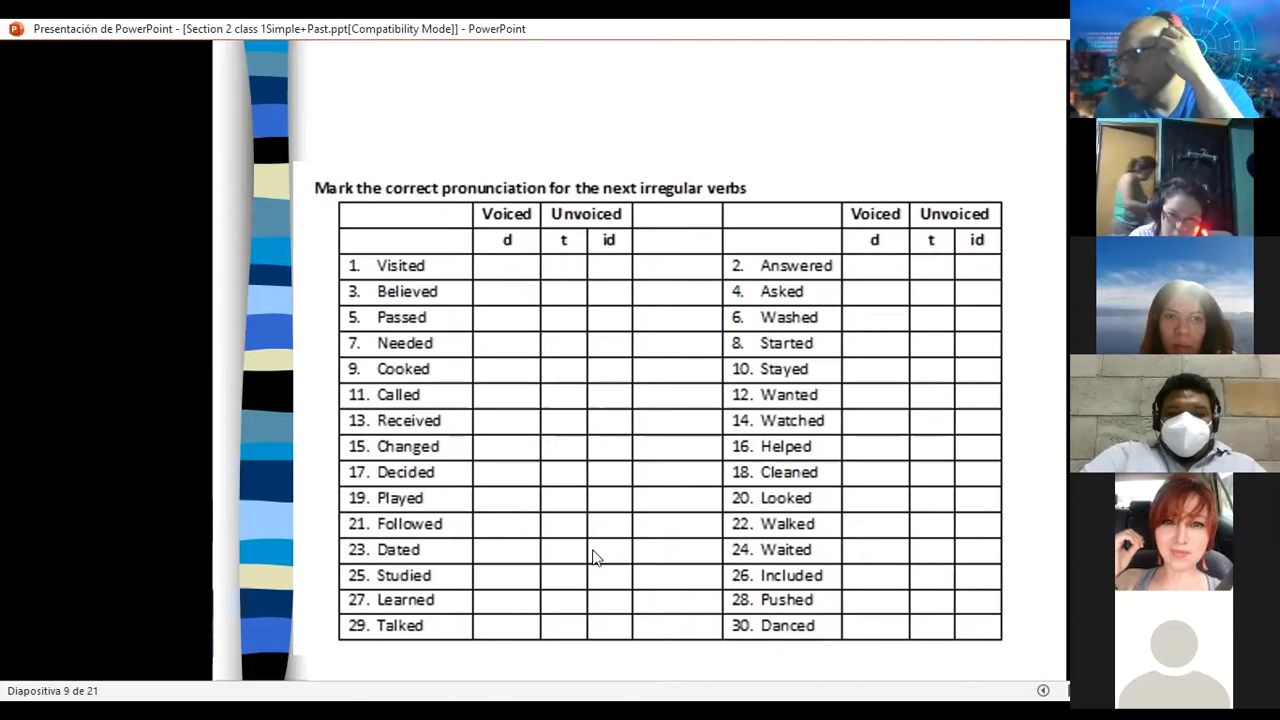 Presentación de PowerPoint - [Section 2 class 1Simple+Past.ppt[Compatibility Mode]] - PowerPoint
Mark the correct pronunciation for the next irregular verbs
Voiced Unvoiced Voiced Unvoiced
d t id d t id
1. Visited 2. Answered
3. Believed 4. Asked
5. Passed 6. Washed
7. Needed 8. Started
9. Cooked 10. Stayed
11. Called 12. Wanted
13. Received 14. Watched
15. Changed 16. Helped
17. Decided 18. Cleaned
19. Played 20. Looked
21. Followed 22. Walked
23. Dated 24. Waited
25. Studied 26. Included
27. Learned 28. Pushed
29. Talked 30. Danced
Diapositiva 9 de 21